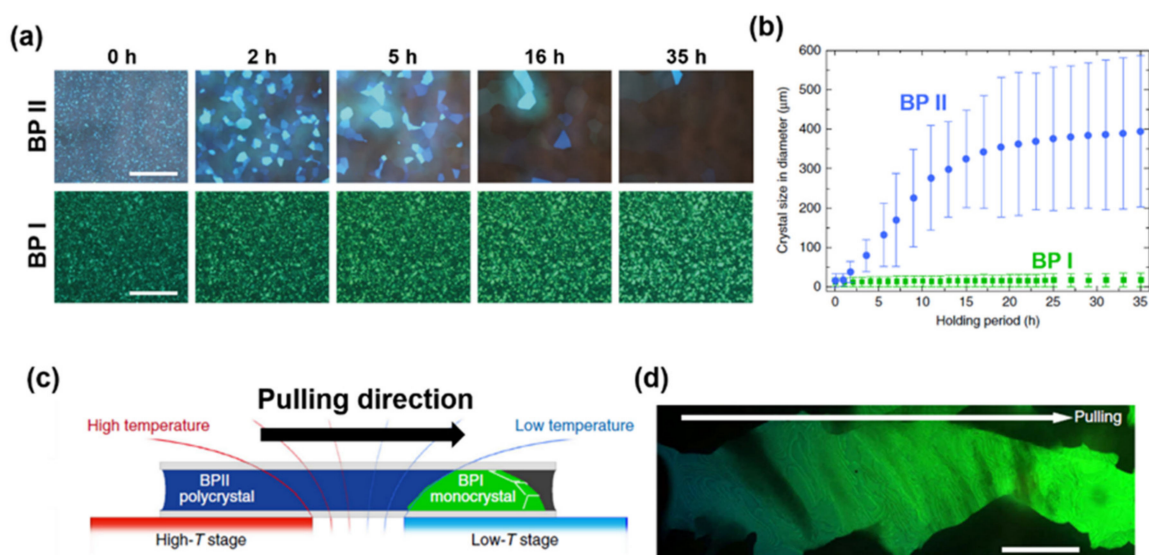 (a)
0 h 2 h 5 h 16 h 35 h
BP II
BP I
(b)
600
500
400
300
200
100
0
0 5 10 15 20 25 30 35
Crystal size in diameter (μm)
Holding period (h)
BP II
BP I
(c)
Pulling direction
High temperature
Low temperature
BPII
polycrystal
BPI
monocrystal
High-T stage
Low-T stage
(d)
Pulling